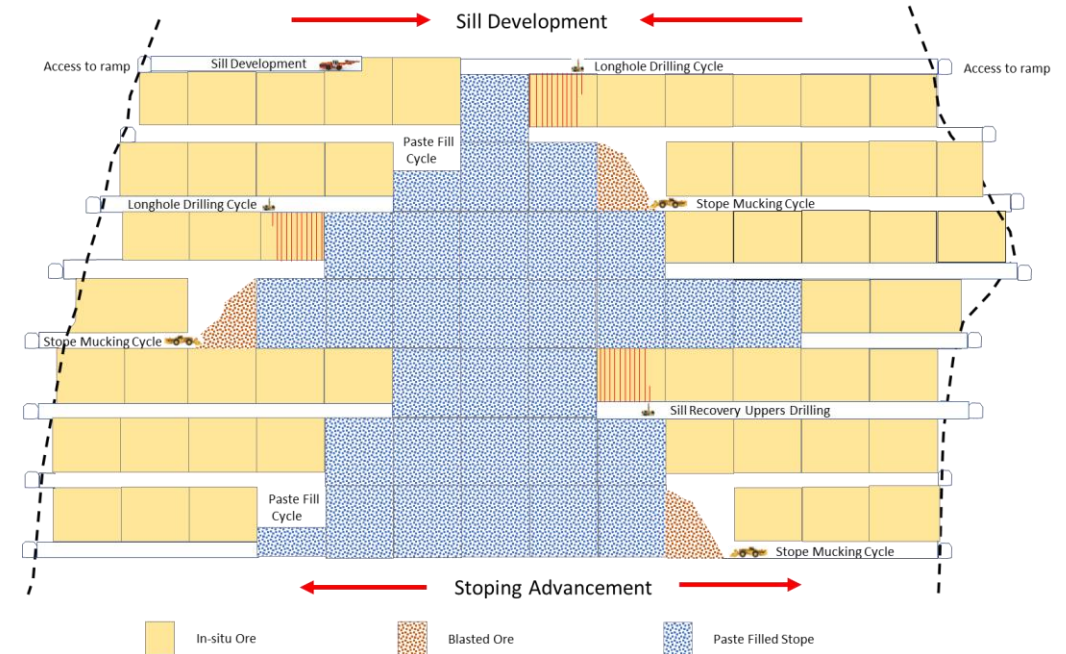 Sill Development
Access to ramp
Sill Development
Longhole Drilling Cycle
Access to ramp
Paste Fill
Cycle
Longhole Drilling Cycle
Stope Mucking Cycle
Stope Mucking Cycle
Sill Recovery Uppers Drilling
Paste Fill
Cycle
Stope Mucking Cycle
Stoping Advancement
In-situ Ore
Blasted Ore
Paste Filled Stope